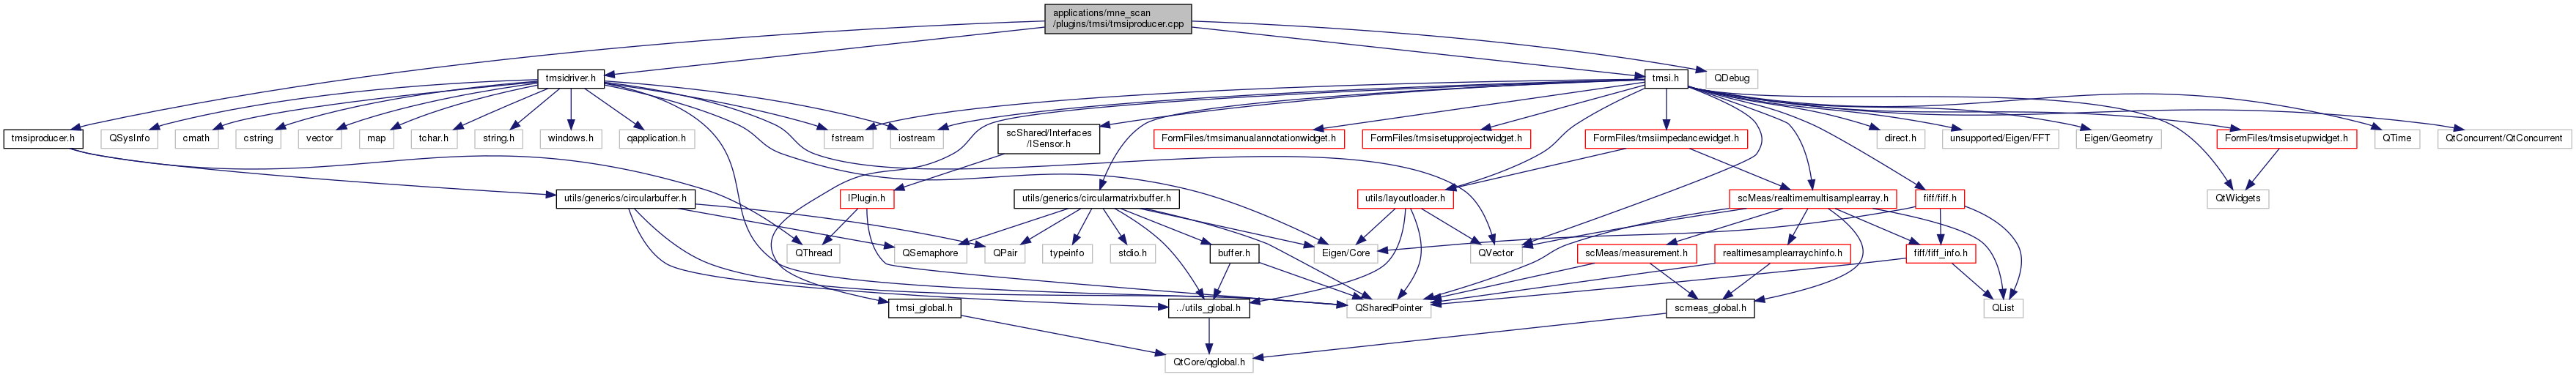 applications/mne_scan
/plugins/tmsi/tmsiproducer.cpp
tmsidriver.h
tmsi.h
QDebug
tmsiproducer.h
QSysInfo
cmath
cstring
vector
map
tchar.h
string.h
windows.h
qapplication.h
fstream
iostream
scShared/Interfaces
/ISensor.h
FormFiles/tmsimanualannotationwidget.h
FormFiles/tmsisetupprojectwidget.h
FormFiles/tmsiimpedancewidget.h
direct.h
unsupported/Eigen/FFT
Eigen/Geometry
FormFiles/tmsisetupwidget.h
QTime
QtConcurrent/QtConcurrent
utils/generics/circularbuffer.h
IPlugin.h
utils/generics/circularmatrixbuffer.h
utils/layoutloader.h
scMeas/realtimemultisamplearray.h
fiff/fiff.h
QtWidgets
QThread
QSemaphore
QPair
typeinfo
stdio.h
buffer.h
Eigen/Core
QVector
scMeas/measurement.h
realtimesamplearraychinfo.h
fiff/fiff_info.h
tmsi_global.h
../utils_global.h
QSharedPointer
scmeas_global.h
QList
QtCore/qglobal.h